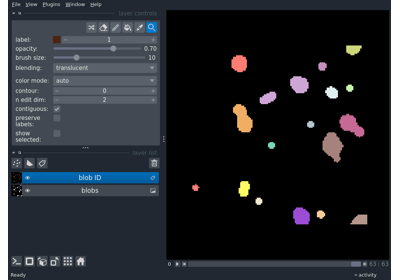 File View Plugins Window Help
layer controls
label: 1
opacity: 0.70
brush size: 10
blending: translucent
color mode: auto
contour: 0
n edit dim: 2
contiguous:
preserve
labels:
show
selected:
layer list
blob ID
blobs
0 63 63
Ready activity